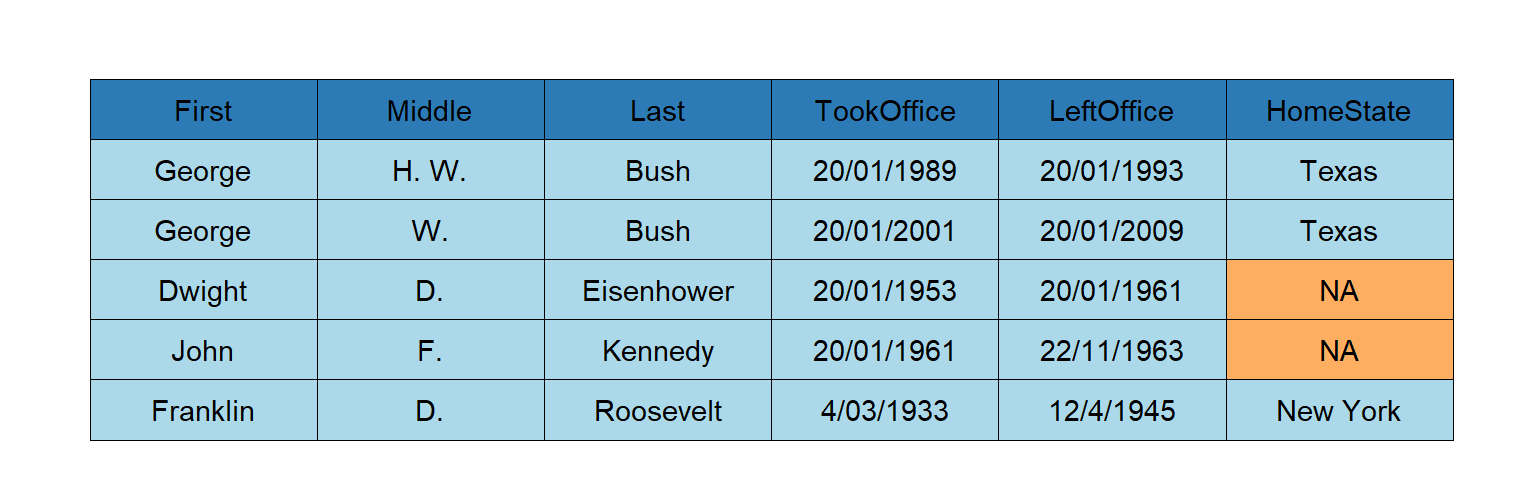 First Middle Last TookOffice LeftOffice HomeState
George H. W. Bush 20/01/1989 20/01/1993 Texas
George W. Bush 20/01/2001 20/01/2009 Texas
Dwight D. Eisenhower 20/01/1953 20/01/1961 NA
John F. Kennedy 20/01/1961 22/11/1963 NA
Franklin D. Roosevelt 4/03/1933 12/4/1945 New York